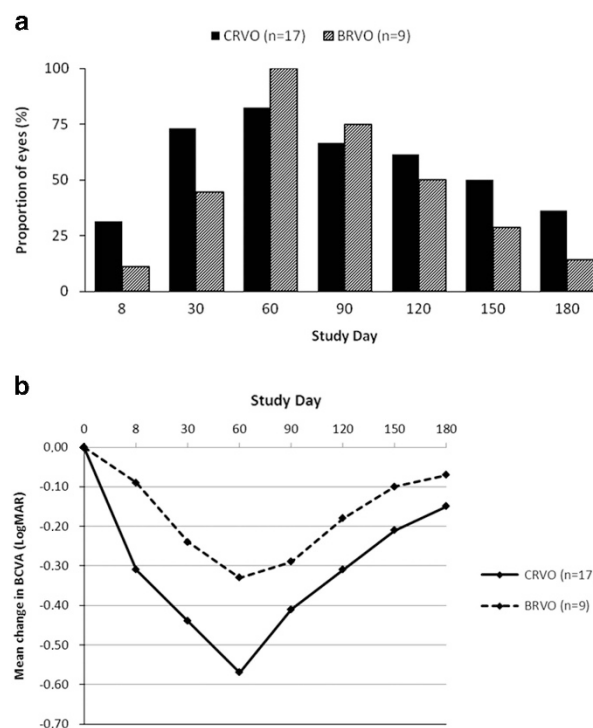 a
CRVO (n=17) BRVO (n=9)
Proportion of eyes (%)
100
75
50
25
0
8 30 60 90 120 150 180
Study Day
b
Study Day
0 8 30 60 90 120 150 180
Mean change in BCVA (LogMAR)
0,00
-0.10
-0.20
-0.30
-0.40
-0.50
-0.60
-0.70
CRVO (n=17
BRVO (n=9)